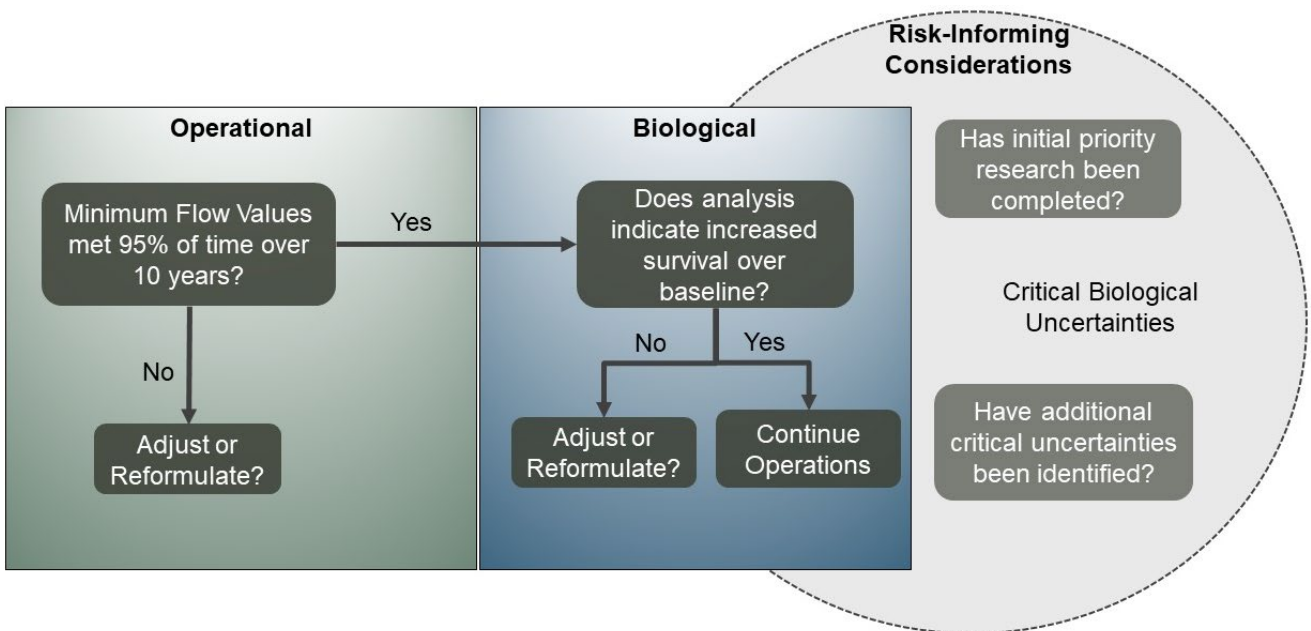 Risk-Informing
Considerations
Operational
Biological
Minimum Flow Values
met 95% of time over
10 years?
Yes
Does analysis
indicate increased
survival over
baseline?
Has initial priority
research been
completed?
Critical Biological
Uncertainties
No
Adjust or
Reformulate?
No
Yes
Adjust or
Reformulate?
Continue
Operations
Have additional
critical uncertainties
been identified?